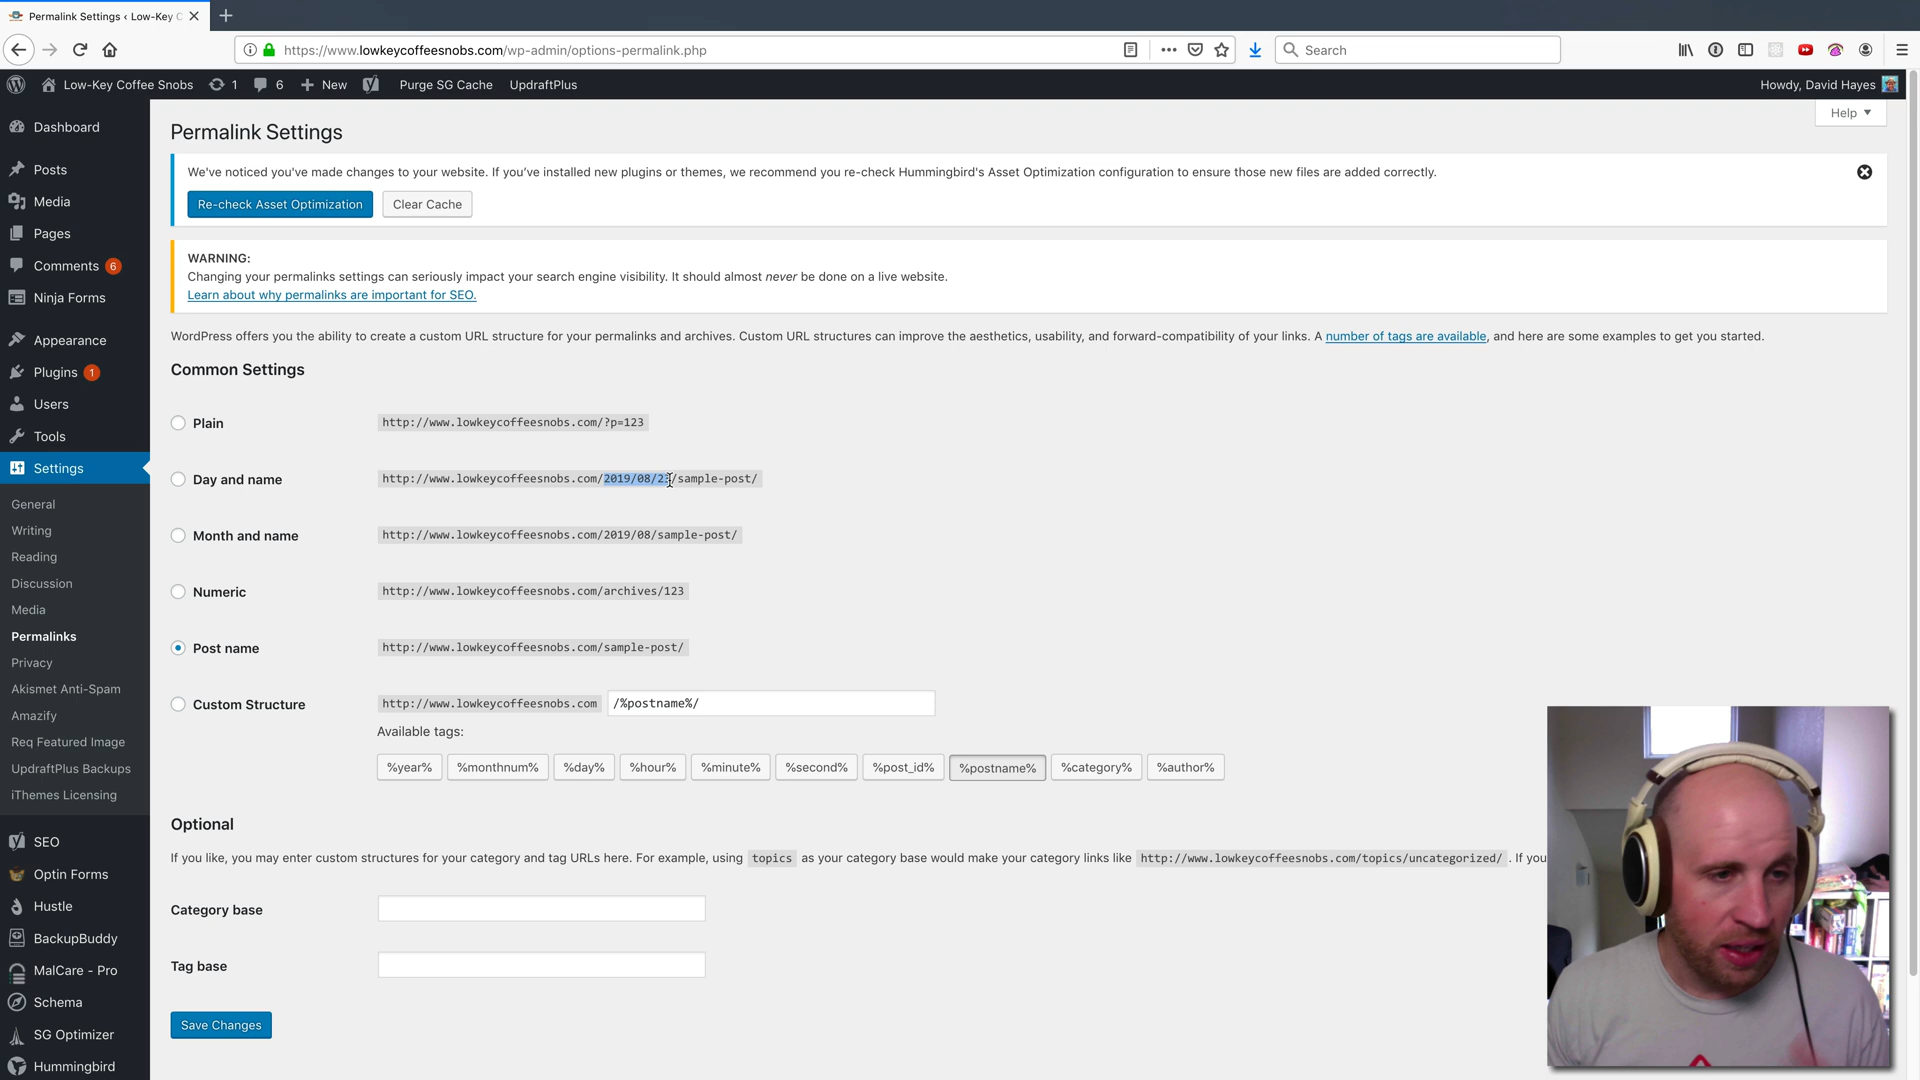 Permalink Settings ‹ Low-Key C
https://www.lowkeycoffeesnobs.com/wp-admin/options-permalink.php
Search
Low-Key Coffee Snobs
1
6
New
Purge SG Cache
UpdraftPlus
Howdy, David Hayes
Help
Dashboard
Posts
Media
Pages
Comments 6
Ninja Forms
Appearance
Plugins 1
Users
Tools
Settings
General
Writing
Reading
Discussion
Media
Permalinks
Privacy
Akismet Anti-Spam
Amazify
Req Featured Image
UpdraftPlus Backups
iThemes Licensing
SEO
Optin Forms
Hustle
BackupBuddy
MalCare - Pro
Schema
SG Optimizer
Hummingbird
Permalink Settings
We've noticed you've made changes to your website. If you've installed new plugins or themes, we recommend you re-check Hummingbird's Asset Optimization configuration to ensure those new files are added correctly.
Re-check Asset Optimization
Clear Cache
WARNING:
Changing your permalinks settings can seriously impact your search engine visibility. It should almost never be done on a live website.
Learn about why permalinks are important for SEO.
WordPress offers you the ability to create a custom URL structure for your permalinks and archives. Custom URL structures can improve the aesthetics, usability, and forward-compatibility of your links. A number of tags are available, and here are some examples to get you started.
Common Settings
Plain http://www.lowkeycoffeesnobs.com/?p=123
Day and name http://www.lowkeycoffeesnobs.com/2019/08/23/sample-post/
Month and name http://www.lowkeycoffeesnobs.com/2019/08/sample-post/
Numeric http://www.lowkeycoffeesnobs.com/archives/123
Post name http://www.lowkeycoffeesnobs.com/sample-post/
Custom Structure http://www.lowkeycoffeesnobs.com /%postname%/
Available tags:
%year% %monthnum% %day% %hour% %minute% %second% %post_id% %postname% %category% %author%
Optional
If you like, you may enter custom structures for your category and tag URLs here. For example, using topics as your category base would make your category links like http://www.lowkeycoffeesnobs.com/topics/uncategorized/ . If you
Category base
Tag base
Save Changes